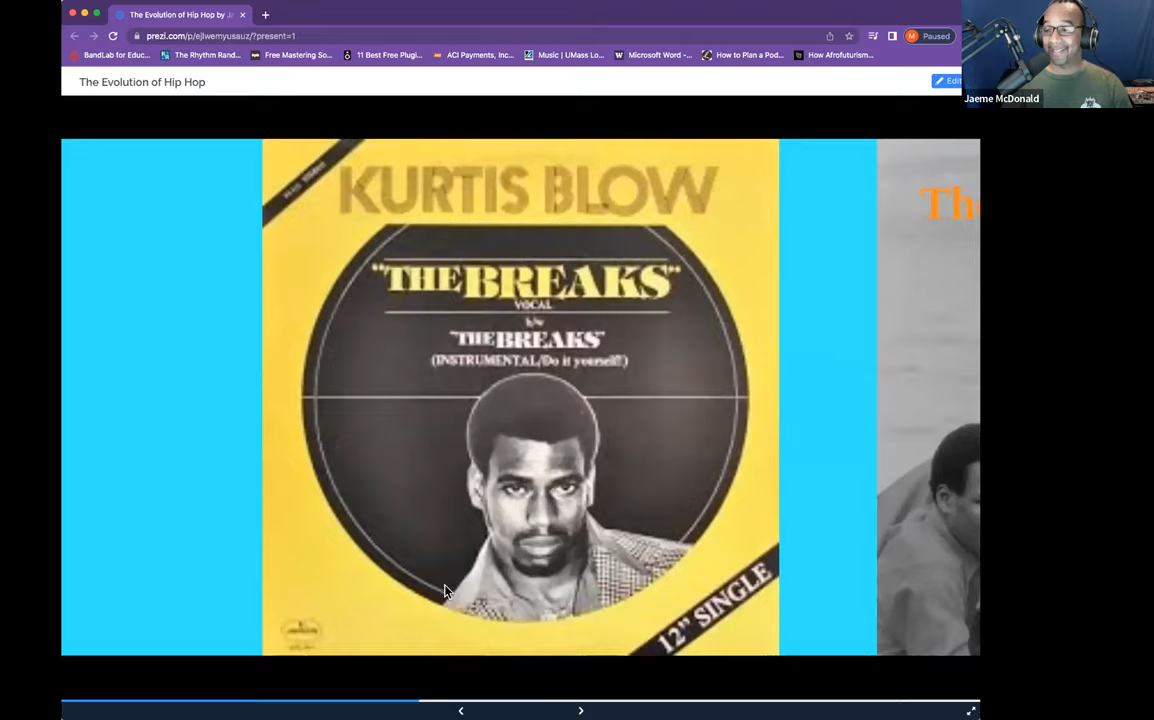 The Evolution of Hip Hop by Ja
prezi.com/p/ejlwemyusauz/?present=1
Paused
BandLab for Educ...
The Rhythm Rand...
Free Mastering So...
11 Best Free Plugi...
ACI Payments, Inc...
Music | UMass Lo...
Microsoft Word -...
How to Plan a Pod...
How Afrofuturism...
The Evolution of Hip Hop
Edit
Jaeme McDonald
KURTIS BLOW
"THE BREAKS"
VOCAL
b/w
"THE BREAKS"
(INSTRUMENTAL/Do it yourself!)
12" SINGLE
The